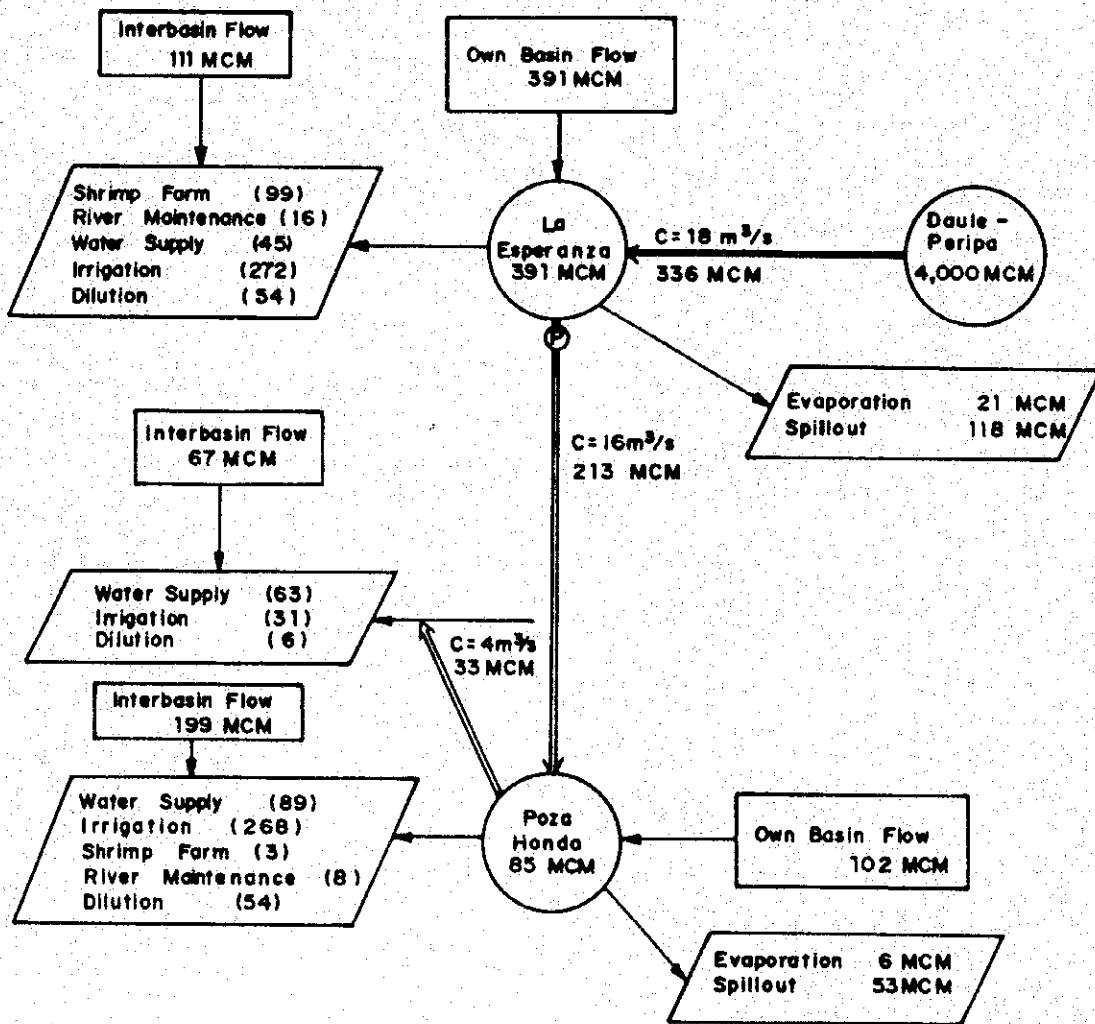 Interbasin Flow
111 MCM
Own Basin Flow
391 MCM
Shrimp Farm (99)
River Maintenance (16)
Water Supply (45)
Irrigation (272)
Dilution (54)
La
Esperanza
391 MCM
C=18 m³/s
336 MCM
Daule-
Peripa
4,000 MCM
P
Evaporation 21 MCM
Spillout 118 MCM
Interbasin Flow
67 MCM
C=16m³/s
213 MCM
Water Supply (63)
Irrigation (31)
Dilution (6)
C=4m³/s
33 MCM
Interbasin Flow
199 MCM
Water Supply (89)
Irrigation (268)
Shrimp Farm (3)
River Maintenance (8)
Dilution (54)
Poza
Honda
85 MCM
Own Basin Flow
102 MCM
Evaporation 6 MCM
Spillout 53MCM